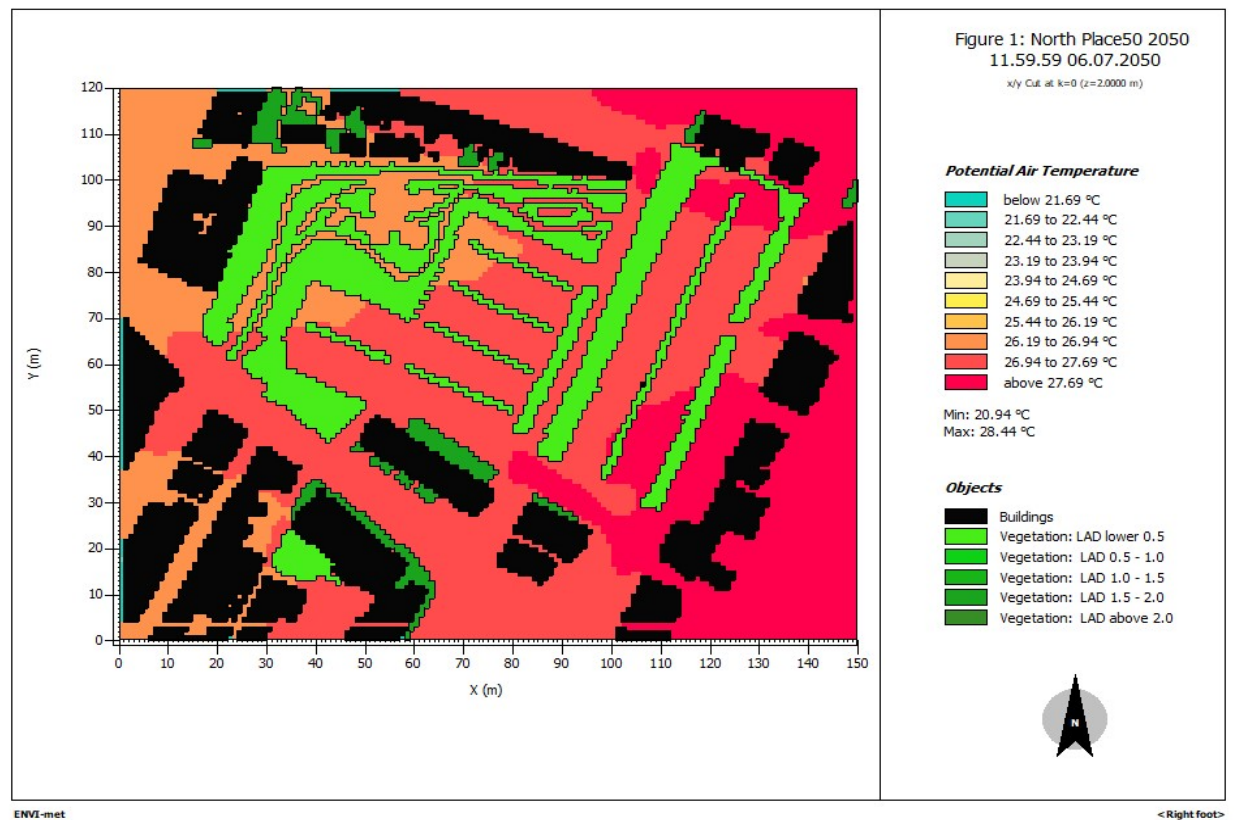 Figure 1: North Place50 2050
11.59.59 06.07.2050
x/y Cut at k=0 (z=2.0000 m)
120
110
100
90
80
70
60
50
40
30
20
10
0
Y (m)
0 10 20 30 40 50 60 70 80 90 100 110 120 130 140 150
X (m)
Potential Air Temperature
below 21.69 °C
21.69 to 22.44 °C
22.44 to 23.19 °C
23.19 to 23.94 °C
23.94 to 24.69 °C
24.69 to 25.44 °C
25.44 to 26.19 °C
26.19 to 26.94 °C
26.94 to 27.69 °C
above 27.69 °C
Min: 20.94 °C
Max: 28.44 °C
Objects
Buildings
Vegetation: LAD lower 0.5
Vegetation: LAD 0.5 - 1.0
Vegetation: LAD 1.0 - 1.5
Vegetation: LAD 1.5 - 2.0
Vegetation: LAD above 2.0
N
ENVI-met
<Right foot>